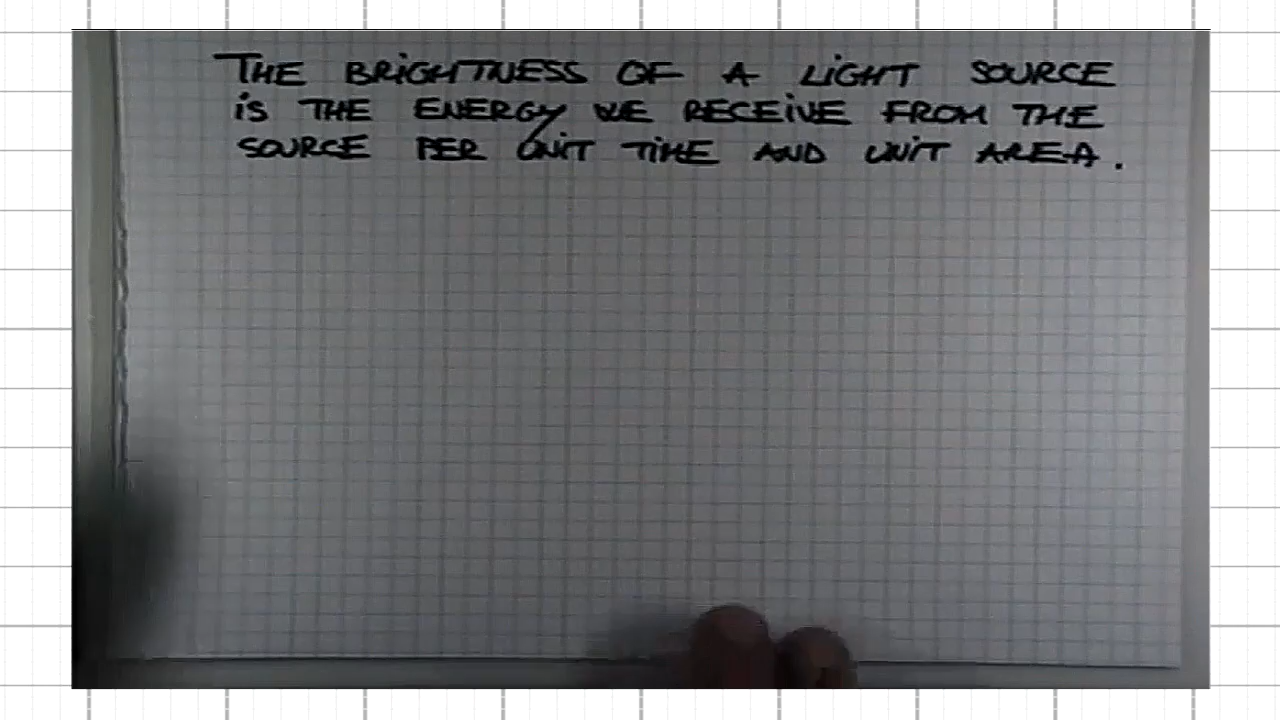 THE BRIGHTNESS OF A LIGHT SOURCE
IS THE ENERGY WE RECEIVE FROM THE
SOURCE PER UNIT TIME AND UNIT AREA.